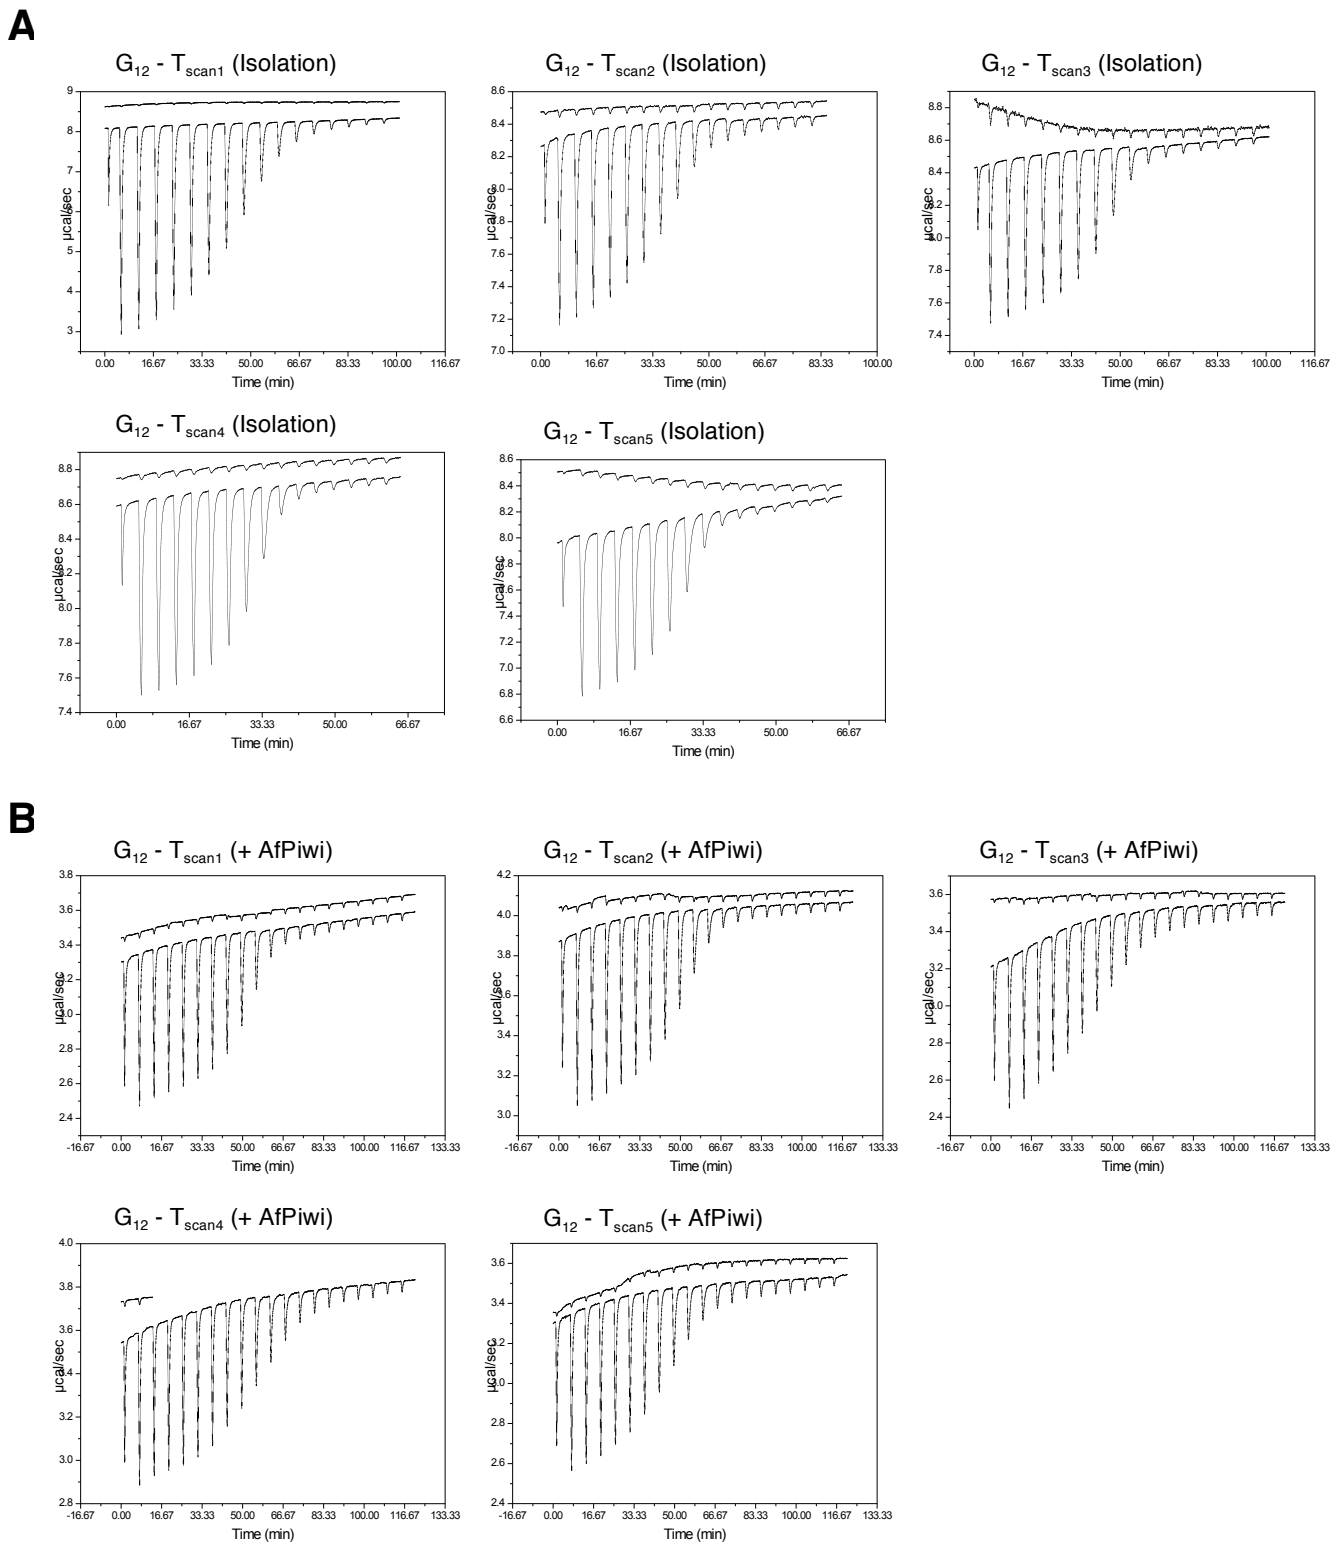 A
G12 - Tscan1 (Isolation)
G12 - Tscan2 (Isolation)
G12 - Tscan3 (Isolation)
9
8
7
5
4
3
µcal/sec
0.00 16.67 33.33 50.00 66.67 83.33 100.00 116.67
Time (min)
8.6
8.4
8.2
8.0
7.8
7.6
7.4
7.2
7.0
µcal/sec
0.00 16.67 33.33 50.00 66.67 83.33 100.00
Time (min)
8.8
8.6
8.4
8.2
8.0
7.8
7.6
7.4
µcal/sec
0.00 16.67 33.33 50.00 66.67 83.33 100.00 116.67
Time (min)
G12 - Tscan4 (Isolation)
G12 - Tscan5 (Isolation)
8.8
8.6
8.4
8.2
8.0
7.8
7.6
7.4
µcal/sec
0.00 16.67 33.33 50.00 66.67
Time (min)
8.6
8.4
8.2
8.0
7.8
7.6
7.4
7.2
7.0
6.8
6.6
µcal/sec
0.00 16.67 33.33 50.00 66.67
Time (min)
B
G12 - Tscan1 (+ AfPiwi)
G12 - Tscan2 (+ AfPiwi)
G12 - Tscan3 (+ AfPiwi)
3.8
3.6
3.4
3.2
3.0
2.8
2.6
2.4
µcal/sec
-16.67 0.00 16.67 33.33 50.00 66.67 83.33 100.00 116.67 133.33
Time (min)
4.2
4.0
3.8
3.6
3.4
3.2
3.0
µcal/sec
-16.67 0.00 16.67 33.33 50.00 66.67 83.33 100.00 116.67 133.33
Time (min)
3.6
3.4
3.2
3.0
2.8
2.6
2.4
µcal/sec
-16.67 0.00 16.67 33.33 50.00 66.67 83.33 100.00 116.67 133.33
Time (min)
G12 - Tscan4 (+ AfPiwi)
G12 - Tscan5 (+ AfPiwi)
4.0
3.8
3.6
3.4
3.2
3.0
2.8
µcal/sec
-16.67 0.00 16.67 33.33 50.00 66.67 83.33 100.00 116.67 133.33
Time (min)
3.6
3.4
3.2
3.0
2.8
2.6
2.4
µcal/sec
-16.67 0.00 16.67 33.33 50.00 66.67 83.33 100.00 116.67 133.33
Time (min)